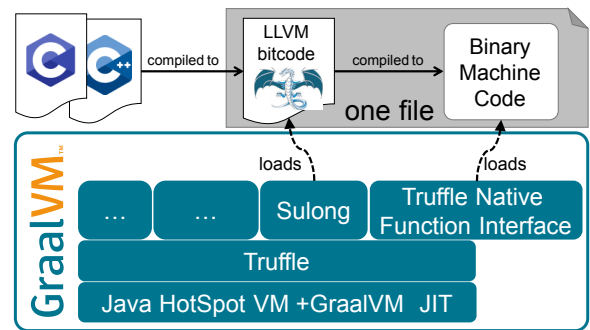 C
C++
compiled to
LLVM
bitcode
compiled to
Binary
Machine
Code
one file
loads
loads
GraalVM™
...
...
Sulong
Truffle Native
Function Interface
Truffle
Java HotSpot VM +GraalVM JIT